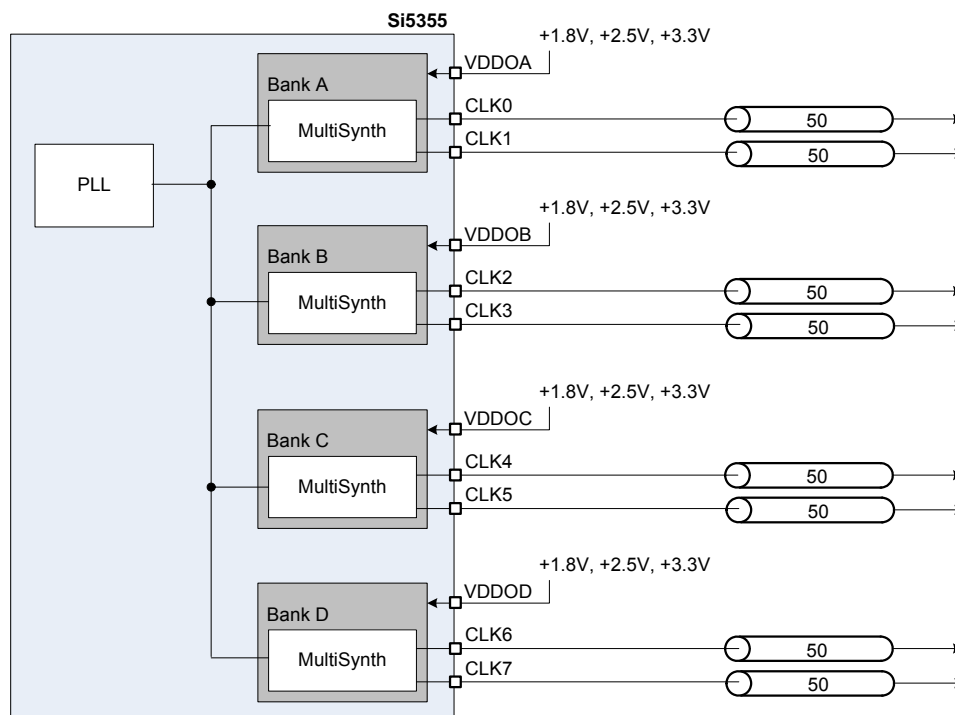 Si5355
+1.8V, +2.5V, +3.3V
VDDOA
Bank A
CLK0
MultiSynth
50
CLK1
50
PLL
+1.8V, +2.5V, +3.3V
VDDOB
Bank B
CLK2
MultiSynth
50
CLK3
50
+1.8V, +2.5V, +3.3V
VDDOC
Bank C
CLK4
MultiSynth
50
CLK5
50
+1.8V, +2.5V, +3.3V
VDDOD
Bank D
CLK6
MultiSynth
50
CLK7
50